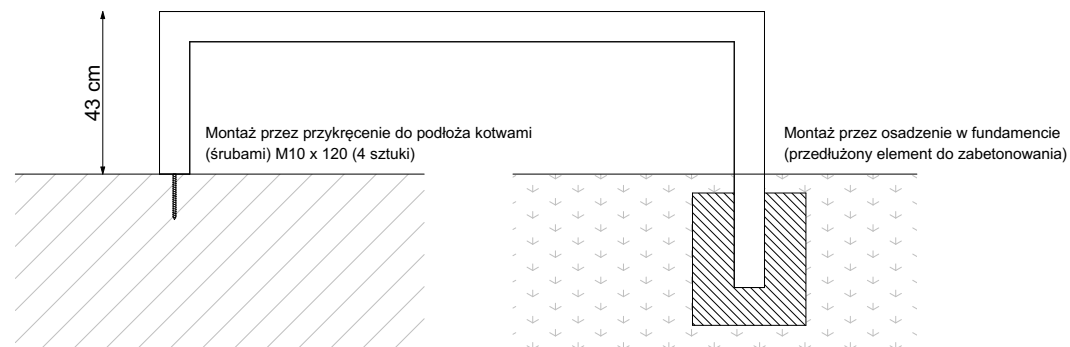 43 cm
Montaż przez przykręcenie do podłoża kotwami
(śrubami) M10 x 120 (4 sztuki)
Montaż przez osadzenie w fundamencie
(przedłużony element do zabetonowania)